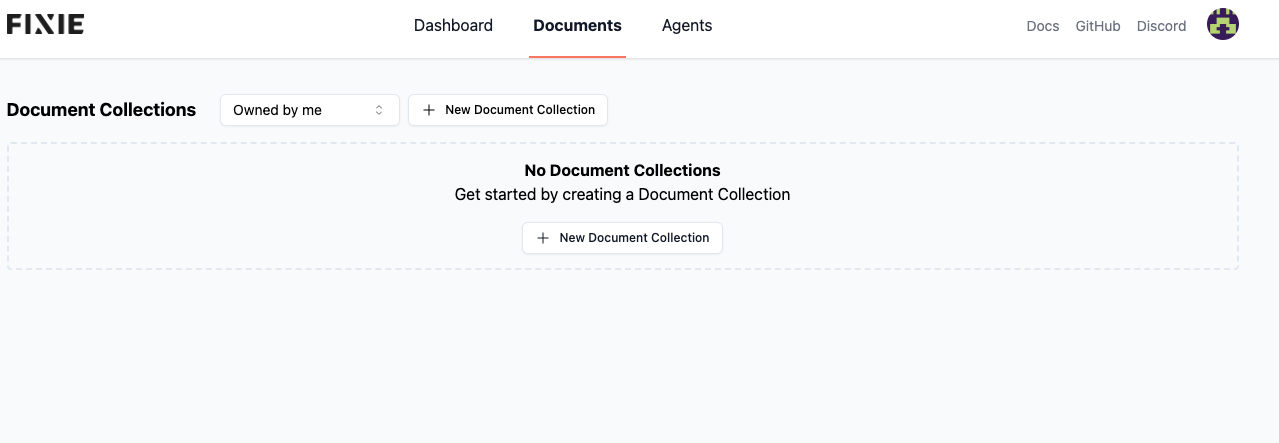 FIXIE Dashboard Documents Agents Docs GitHub Discord
Document Collections Owned by me New Document Collection
No Document Collections
Get started by creating a Document Collection
New Document Collection